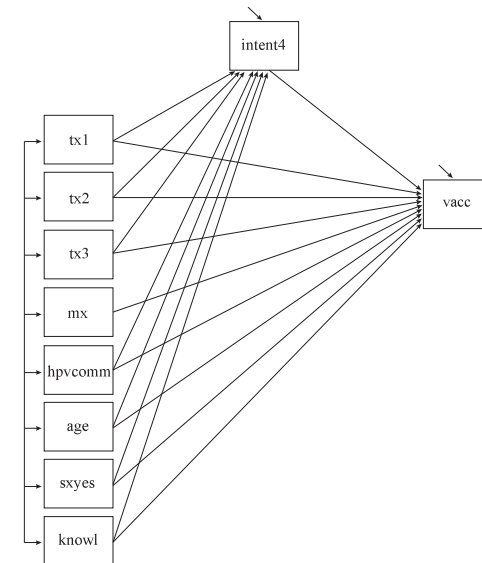 intent4
tx1
tx2
tx3
mx
hpvcomm
age
sxyes
knowl
vacc